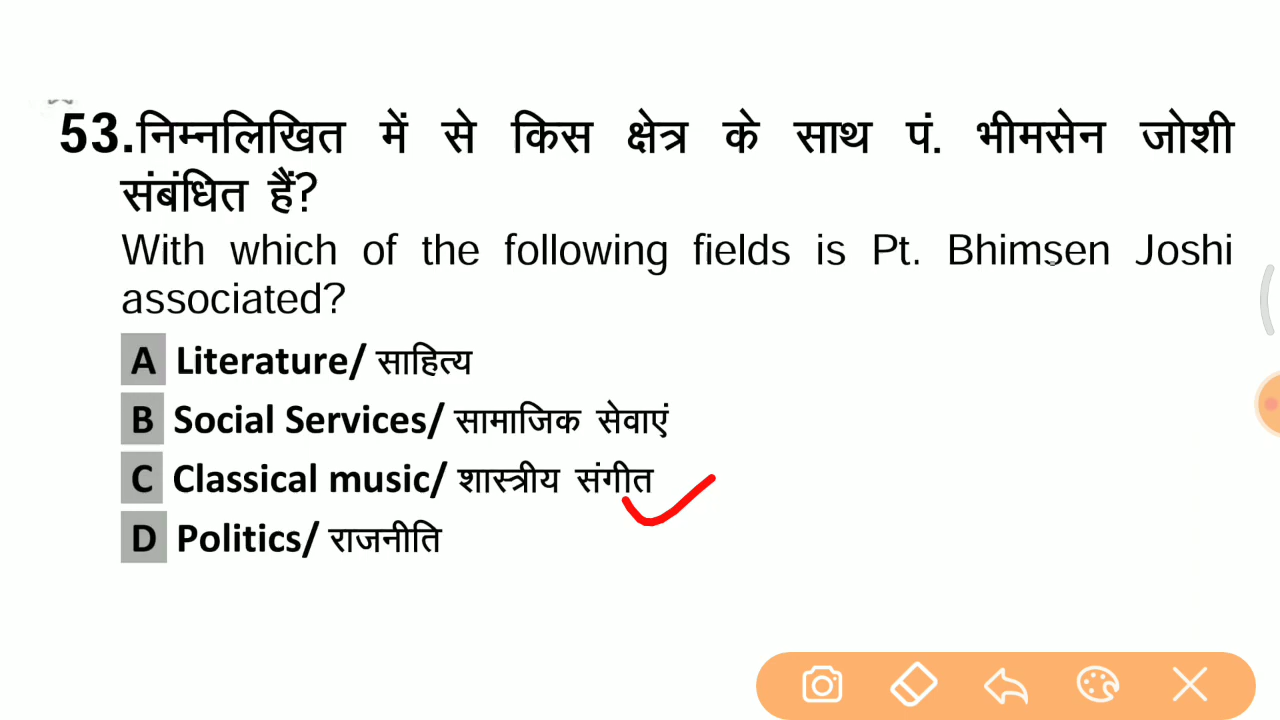 53.निम्नलिखित में से किस क्षेत्र के साथ पं. भीमसेन जोशी
संबंधित हैं?
With which of the following fields is Pt. Bhimsen Joshi
associated?
A Literature/ साहित्य
B Social Services/ सामाजिक सेवाएं
C Classical music/ शास्त्रीय संगीत
D Politics/ राजनीति